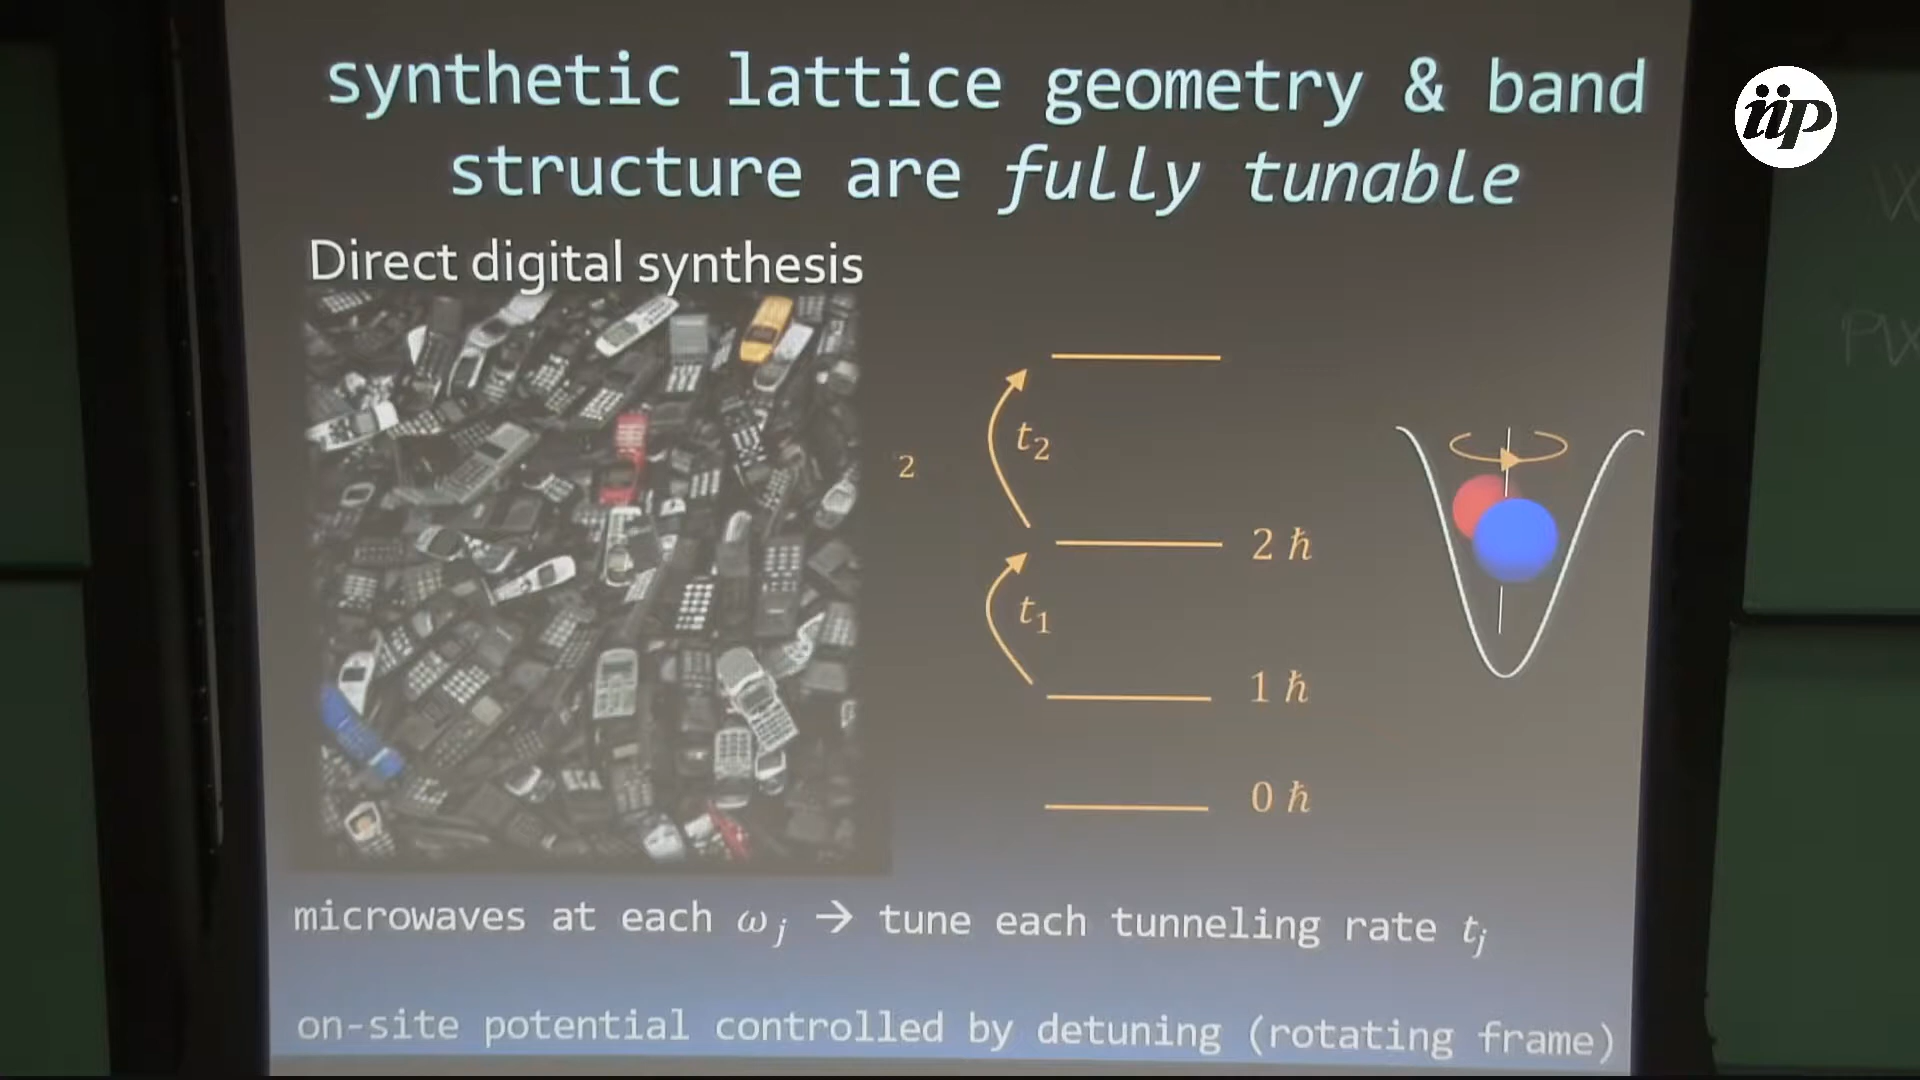 synthetic lattice geometry & band
structure are fully tunable
iip
Direct digital synthesis
t₂
2
2 ℏ
t₁
1 ℏ
0 ℏ
microwaves at each ωⱼ → tune each tunneling rate tⱼ
on-site potential controlled by detuning (rotating frame)